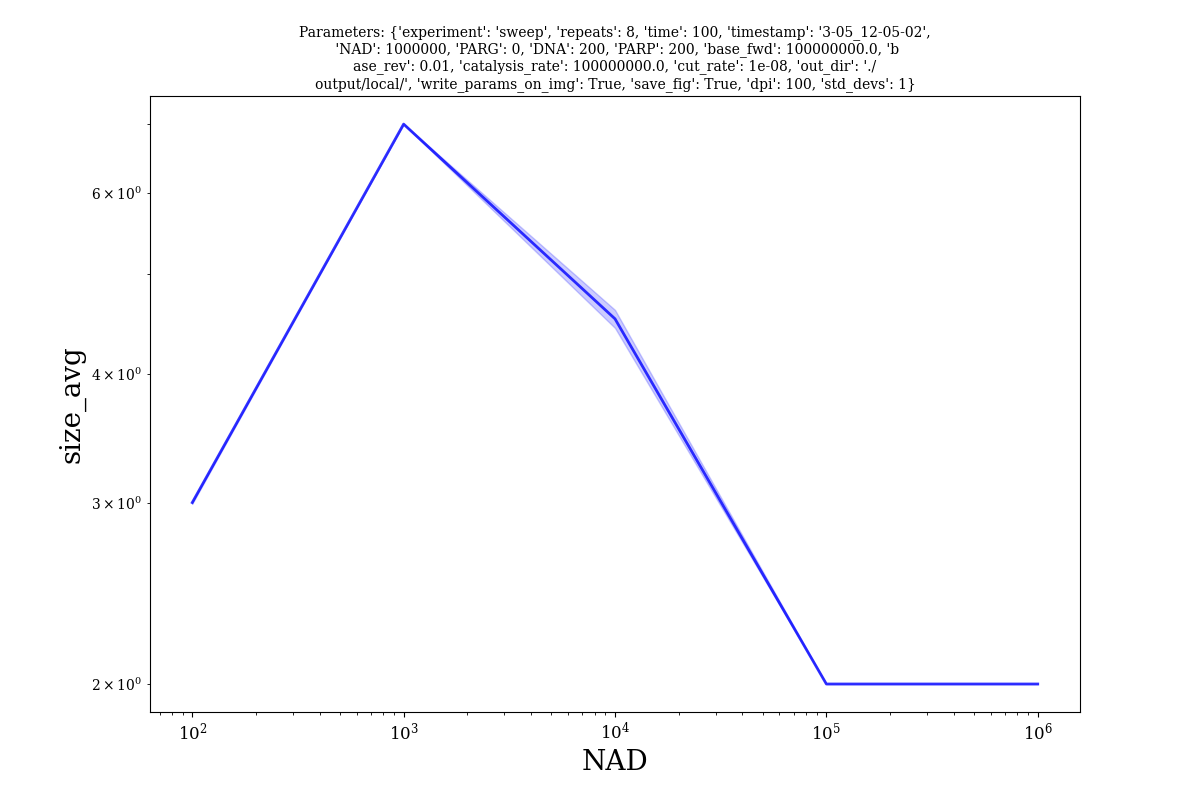 Parameters: {'experiment': 'sweep', 'repeats': 8, 'time': 100, 'timestamp': '3-05_12-05-02',
'NAD': 1000000, 'PARG': 0, 'DNA': 200, 'PARP': 200, 'base_fwd': 100000000.0, 'b
ase_rev': 0.01, 'catalysis_rate': 100000000.0, 'cut_rate': 1e-08, 'out_dir': './
output/local/', 'write_params_on_img': True, 'save_fig': True, 'dpi': 100, 'std_devs': 1}
6 × 10⁰
4 × 10⁰
3 × 10⁰
2 × 10⁰
size_avg
10² 10³ 10⁴ 10⁵ 10⁶
NAD